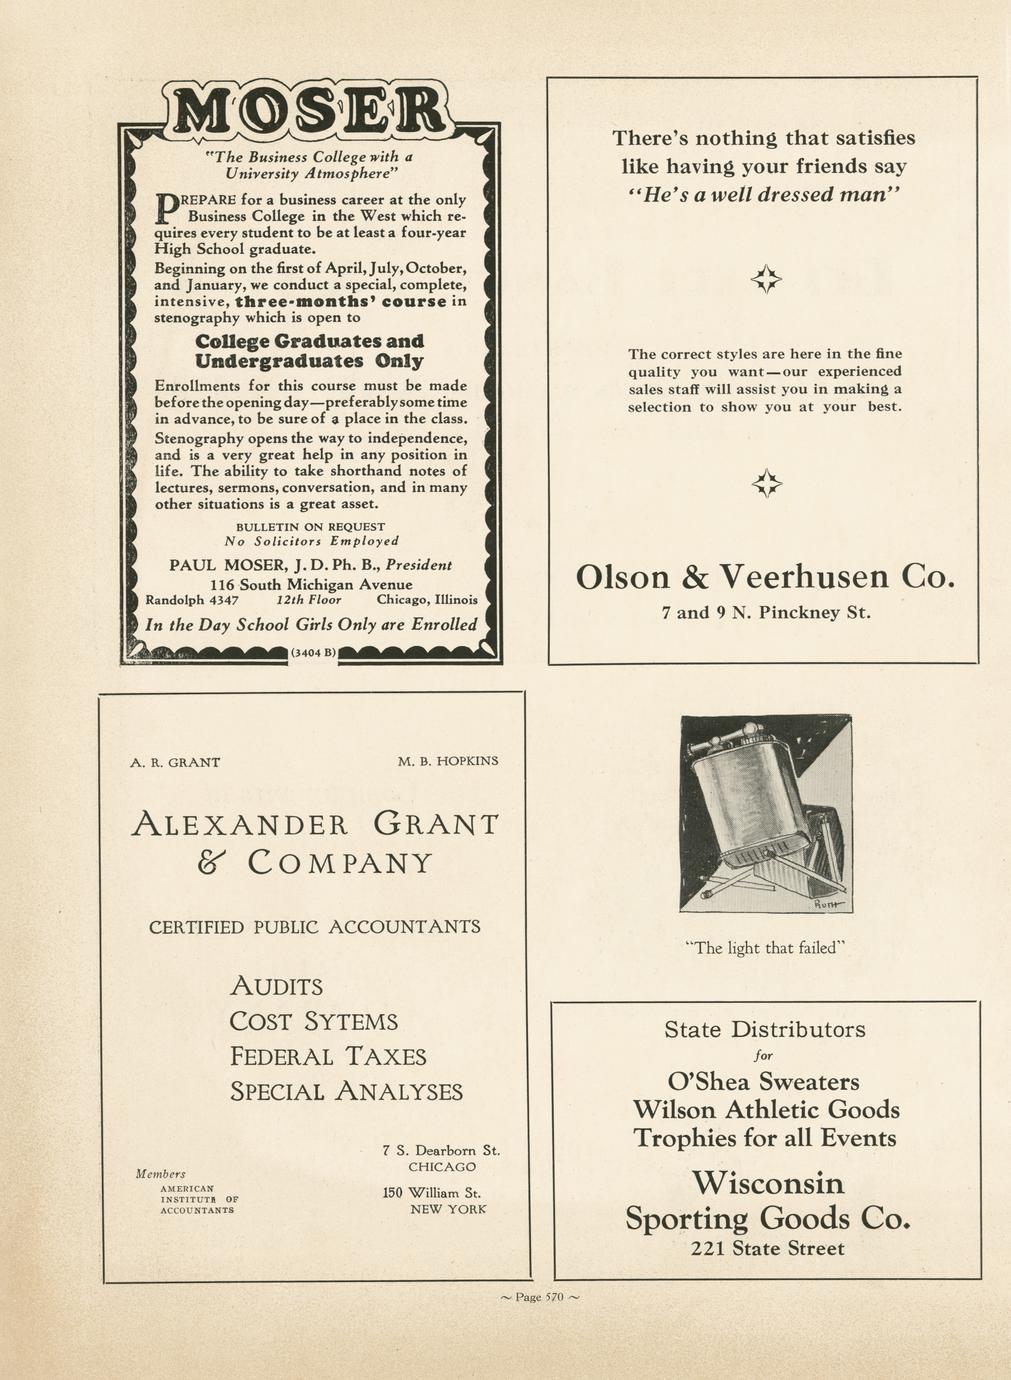 MOSER
"The Business College with a
University Atmosphere"
PREPARE for a business career at the only
Business College in the West which re-
quires every student to be at least a four-year
High School graduate.
Beginning on the first of April, July, October,
and January, we conduct a special, complete,
intensive, three-months' course in
stenography which is open to
College Graduates and
Undergraduates Only
Enrollments for this course must be made
before the opening day—preferably some time
in advance, to be sure of a place in the class.
Stenography opens the way to independence,
and is a very great help in any position in
life. The ability to take shorthand notes of
lectures, sermons, conversation, and in many
other situations is a great asset.
BULLETIN ON REQUEST
No Solicitors Employed
PAUL MOSER, J. D. Ph. B., President
116 South Michigan Avenue
Randolph 4347 12th Floor Chicago, Illinois
In the Day School Girls Only are Enrolled
(3404 B)
There's nothing that satisfies
like having your friends say
"He's a well dressed man"
The correct styles are here in the fine
quality you want—our experienced
sales staff will assist you in making a
selection to show you at your best.
Olson & Veerhusen Co.
7 and 9 N. Pinckney St.
A. R. GRANT M. B. HOPKINS
ALEXANDER GRANT
& COMPANY
CERTIFIED PUBLIC ACCOUNTANTS
AUDITS
COST SYTEMS
FEDERAL TAXES
SPECIAL ANALYSES
7 S. Dearborn St.
CHICAGO
150 William St.
NEW YORK
Members
AMERICAN
INSTITUTE OF
ACCOUNTANTS
RUTH
"The light that failed"
State Distributors
for
O'Shea Sweaters
Wilson Athletic Goods
Trophies for all Events
Wisconsin
Sporting Goods Co.
221 State Street
~ Page 570 ~